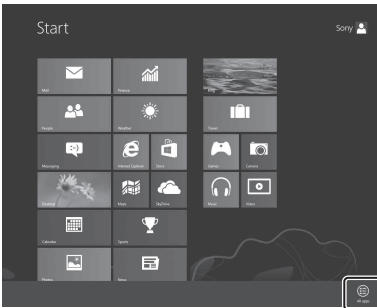 Start
Sony
Mail
Finance
People
Weather
Travel
Messaging
Internet Explorer
Store
Games
Camera
Desktop
Maps
SkyDrive
Music
Video
Calendar
Sports
Photos
News
All apps